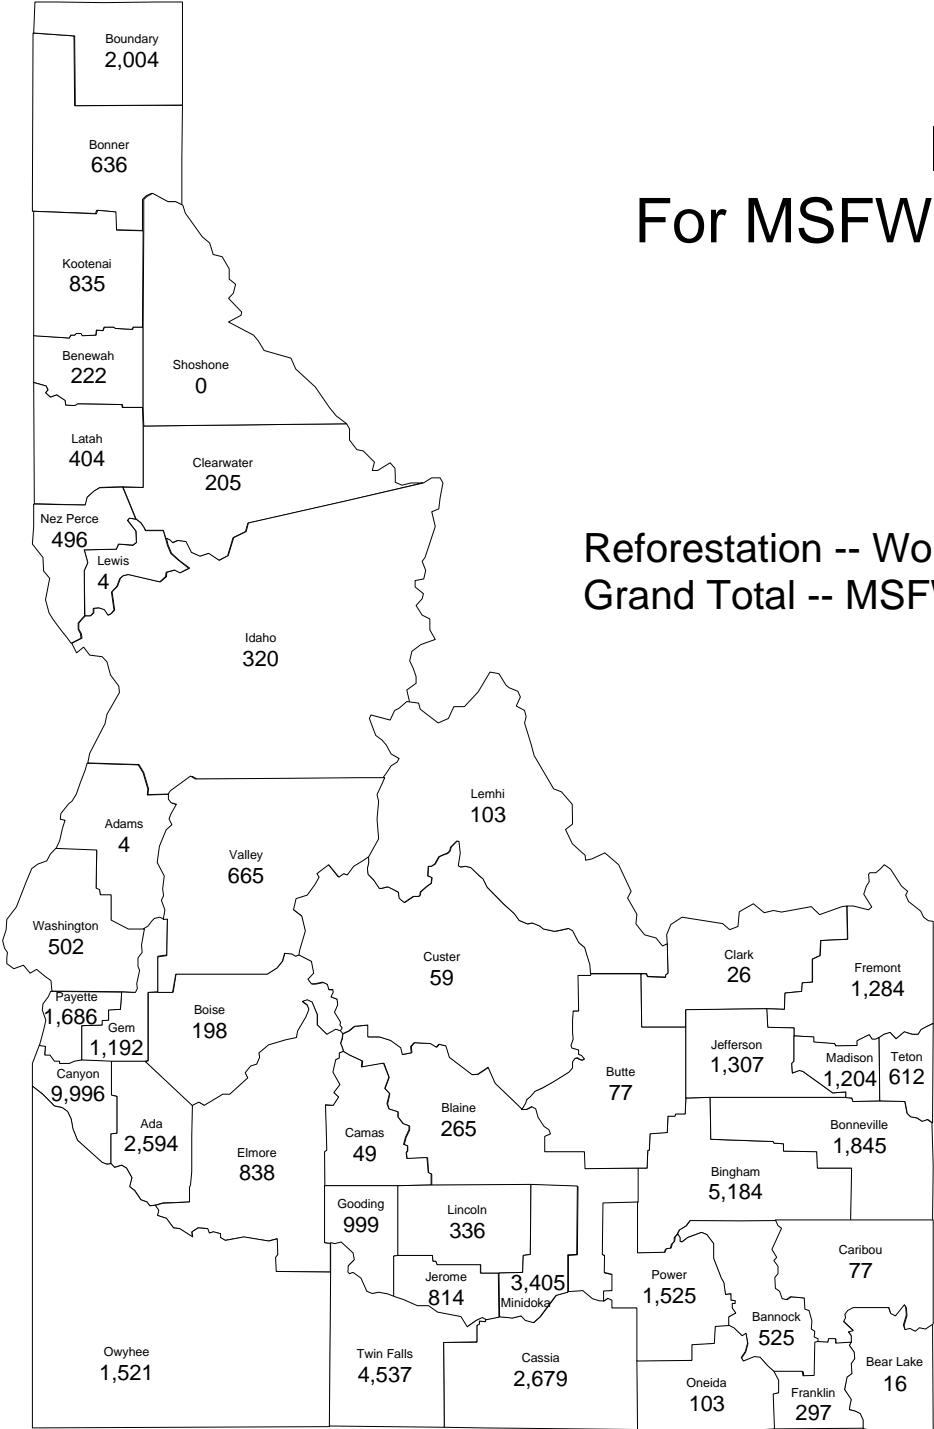 Boundary
2,004
Bonner
636
For MSFW
Kootenai
835
Benewah
222
Shoshone
0
Latah
404
Clearwater
205
Nez Perce
496
Lewis
4
Reforestation -- Wo
Grand Total -- MSF
Idaho
320
Lemhi
103
Adams
4
Valley
665
Washington
502
Custer
59
Clark
26
Fremont
1,284
Payette
1,686
Gem
1,192
Boise
198
Jefferson
1,307
Madison
1,204
Teton
612
Canyon
9,996
Butte
77
Ada
2,594
Elmore
838
Camas
49
Blaine
265
Bonneville
1,845
Bingham
5,184
Gooding
999
Lincoln
336
Caribou
77
Jerome
814
3,405
Minidoka
Power
1,525
Bannock
525
Owyhee
1,521
Twin Falls
4,537
Cassia
2,679
Oneida
103
Franklin
297
Bear Lake
16